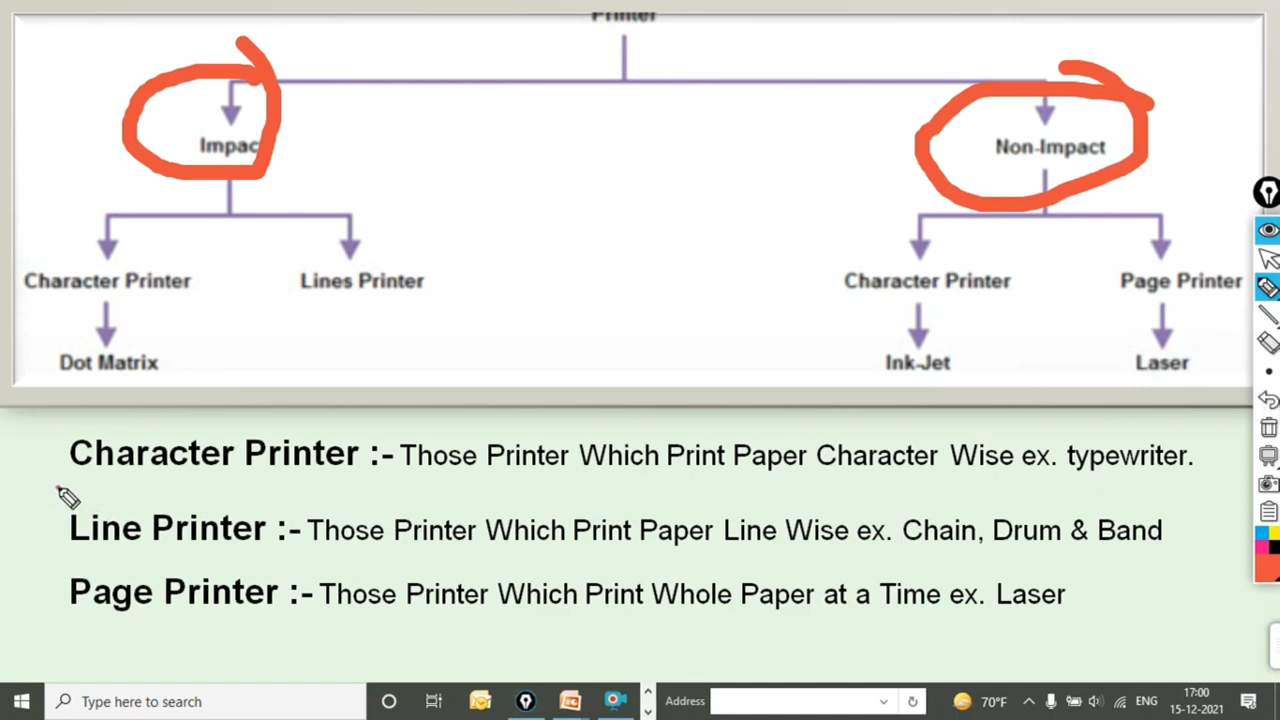 Printer
Impac
Non-Impact
Character Printer
Lines Printer
Character Printer
Page Printer
Dot Matrix
Ink-Jet
Laser
Character Printer :- Those Printer Which Print Paper Character Wise ex. typewriter.
Line Printer :- Those Printer Which Print Paper Line Wise ex. Chain, Drum & Band
Page Printer :- Those Printer Which Print Whole Paper at a Time ex. Laser
Type here to search
Address
70°F
ENG
17:00
15-12-2021